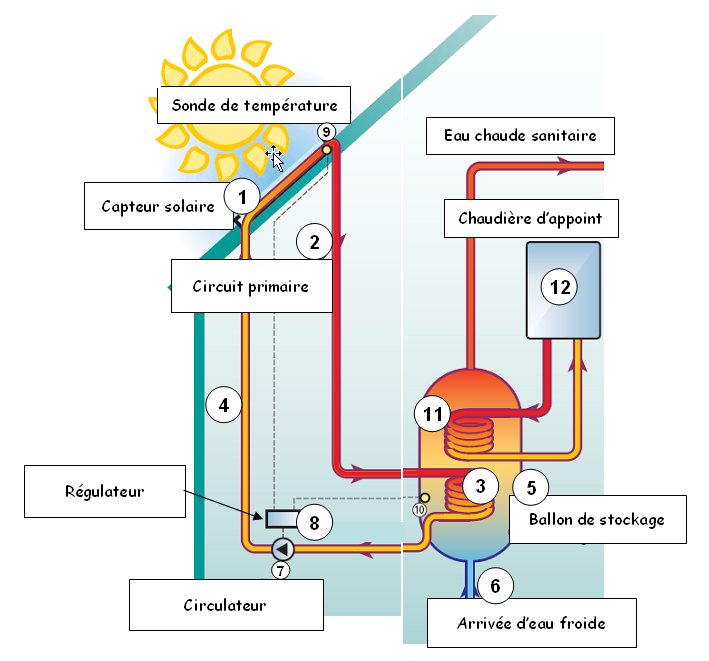 Sonde de température
9
Eau chaude sanitaire
1
Capteur solaire
Chaudière d'appoint
2
Circuit primaire
12
4
11
Régulateur
3
5
10
8
Ballon de stockage
7
6
Circulateur
Arrivée d'eau froide